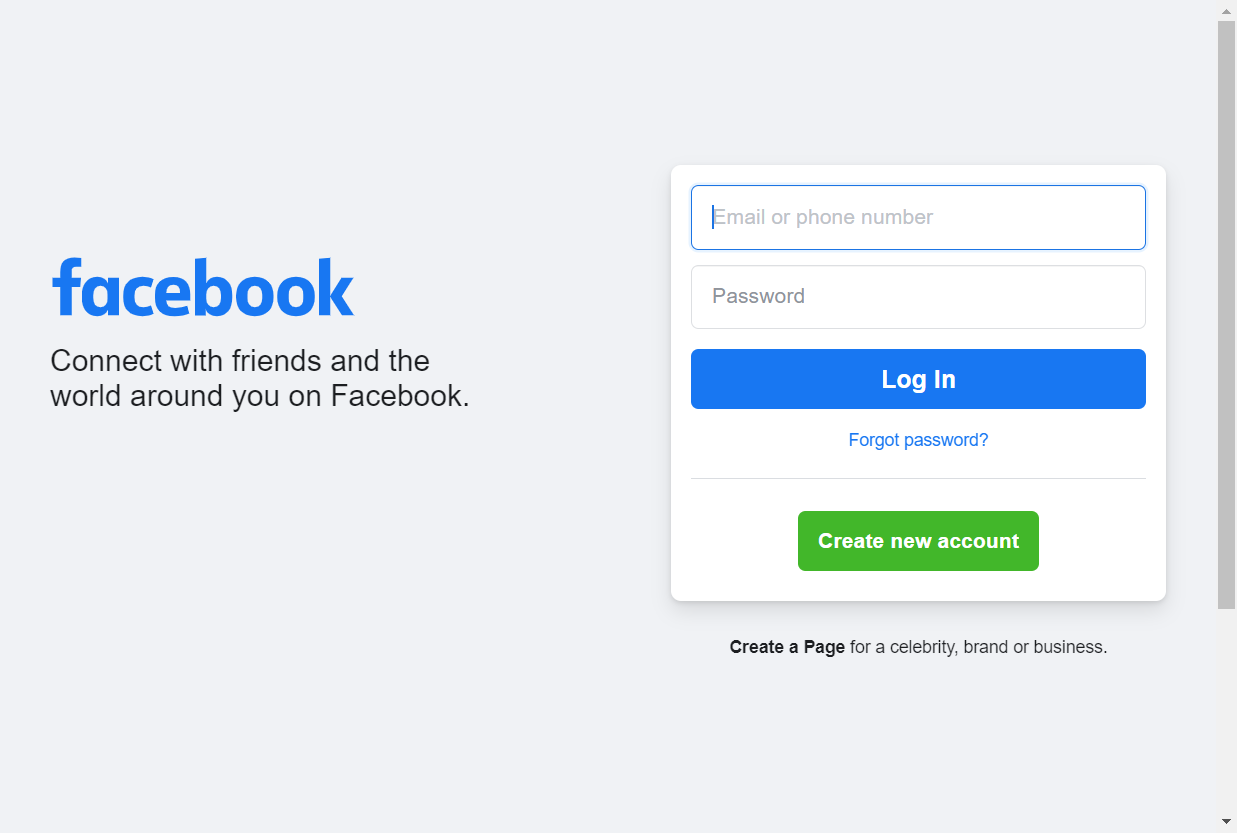 facebook
Connect with friends and the
world around you on Facebook.
Email or phone number
Password
Log In
Forgot password?
Create new account
Create a Page for a celebrity, brand or business.